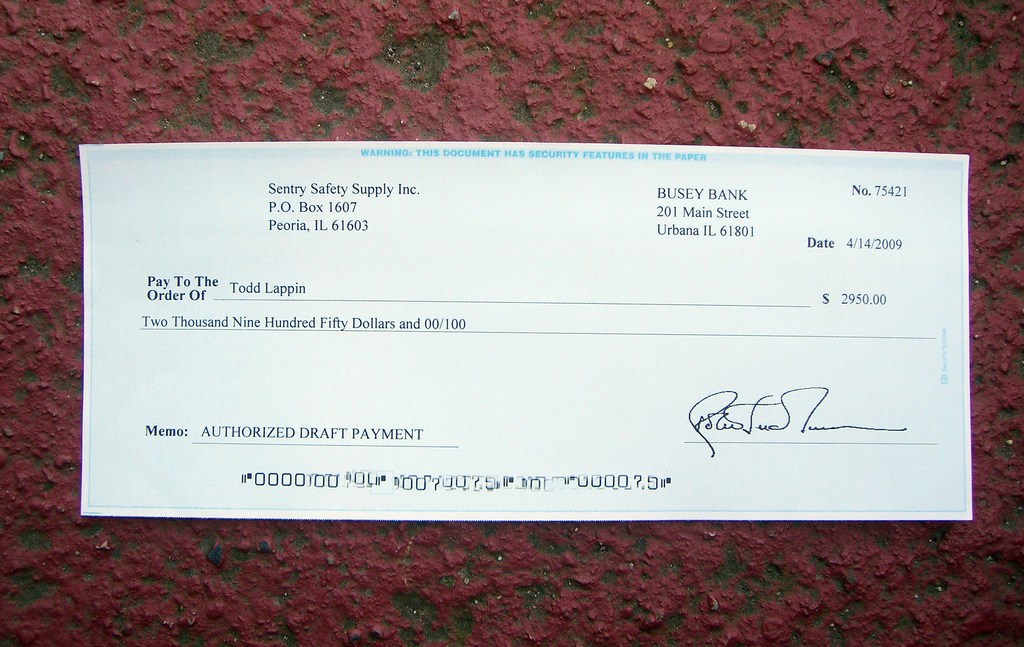 WARNING: THIS DOCUMENT HAS SECURITY FEATURES IN THE PAPER
Sentry Safety Supply Inc.
P.O. Box 1607
Peoria, IL 61603
BUSEY BANK
201 Main Street
Urbana IL 61801
No. 75421
Date 4/14/2009
Pay To The
Order Of Todd Lappin
$ 2950.00
Two Thousand Nine Hundred Fifty Dollars and 00/100
Memo: AUTHORIZED DRAFT PAYMENT